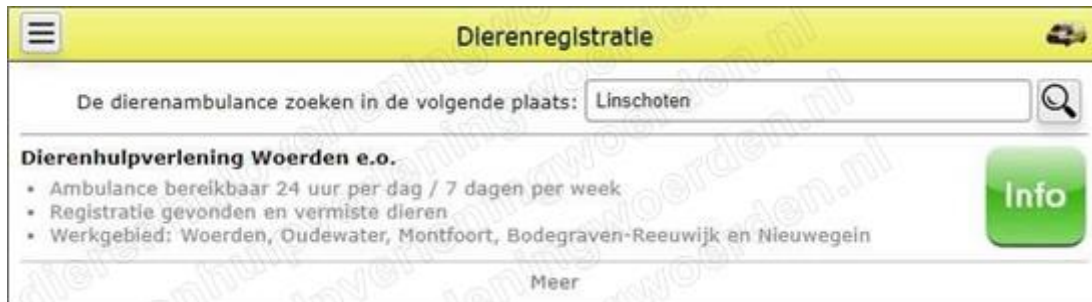 Dierenregistratie
De dierenambulance zoeken in de volgende plaats: Linschoten
Dierenhulpverlening Woerden e.o.
• Ambulance bereikbaar 24 uur per dag / 7 dagen per week
• Registratie gevonden en vermiste dieren
• Werkgebied: Woerden, Oudewater, Montfoort, Bodegraven-Reeuwijk en Nieuwegein
Info
Meer